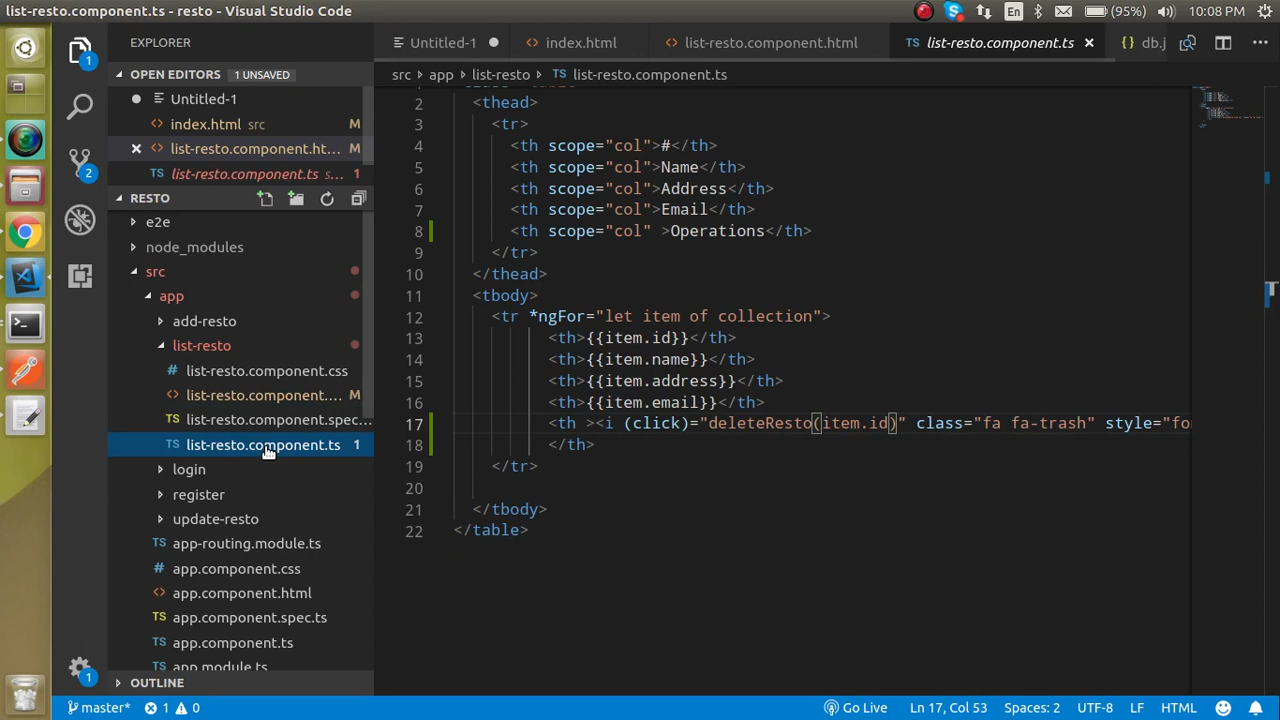 list-resto.component.ts - resto - Visual Studio Code
En
(95%)
10:08 PM
EXPLORER
OPEN EDITORS 1 UNSAVED
Untitled-1
index.html src M
list-resto.component.ht... M
list-resto.component.ts s... 1
RESTO
e2e
node_modules
src
app
add-resto
list-resto
# list-resto.component.css
<> list-resto.component.... M
TS list-resto.component.spec...
TS list-resto.component.ts 1
login
register
update-resto
TS app-routing.module.ts
# app.component.css
<> app.component.html
TS app.component.spec.ts
TS app.component.ts
app.module.ts
OUTLINE
1
2
1
Untitled-1
<> index.html
<> list-resto.component.html
TS list-resto.component.ts
{} db.j
src > app > list-resto > TS list-resto.component.ts
2 <thead>
3 <tr>
4 <th scope="col">#</th>
5 <th scope="col">Name</th>
6 <th scope="col">Address</th>
7 <th scope="col">Email</th>
8 <th scope="col" >Operations</th>
9 </tr>
10 </thead>
11 <tbody>
12 <tr *ngFor="let item of collection">
13 <th>{{item.id}}</th>
14 <th>{{item.name}}</th>
15 <th>{{item.address}}</th>
16 <th>{{item.email}}</th>
17 <th ><i (click)="deleteResto(item.id)" class="fa fa-trash" style="fo
18 </th>
19 </tr>
20
21 </tbody>
22 </table>
master* 1 0
Go Live
Ln 17, Col 53
Spaces: 2
UTF-8
LF
HTML